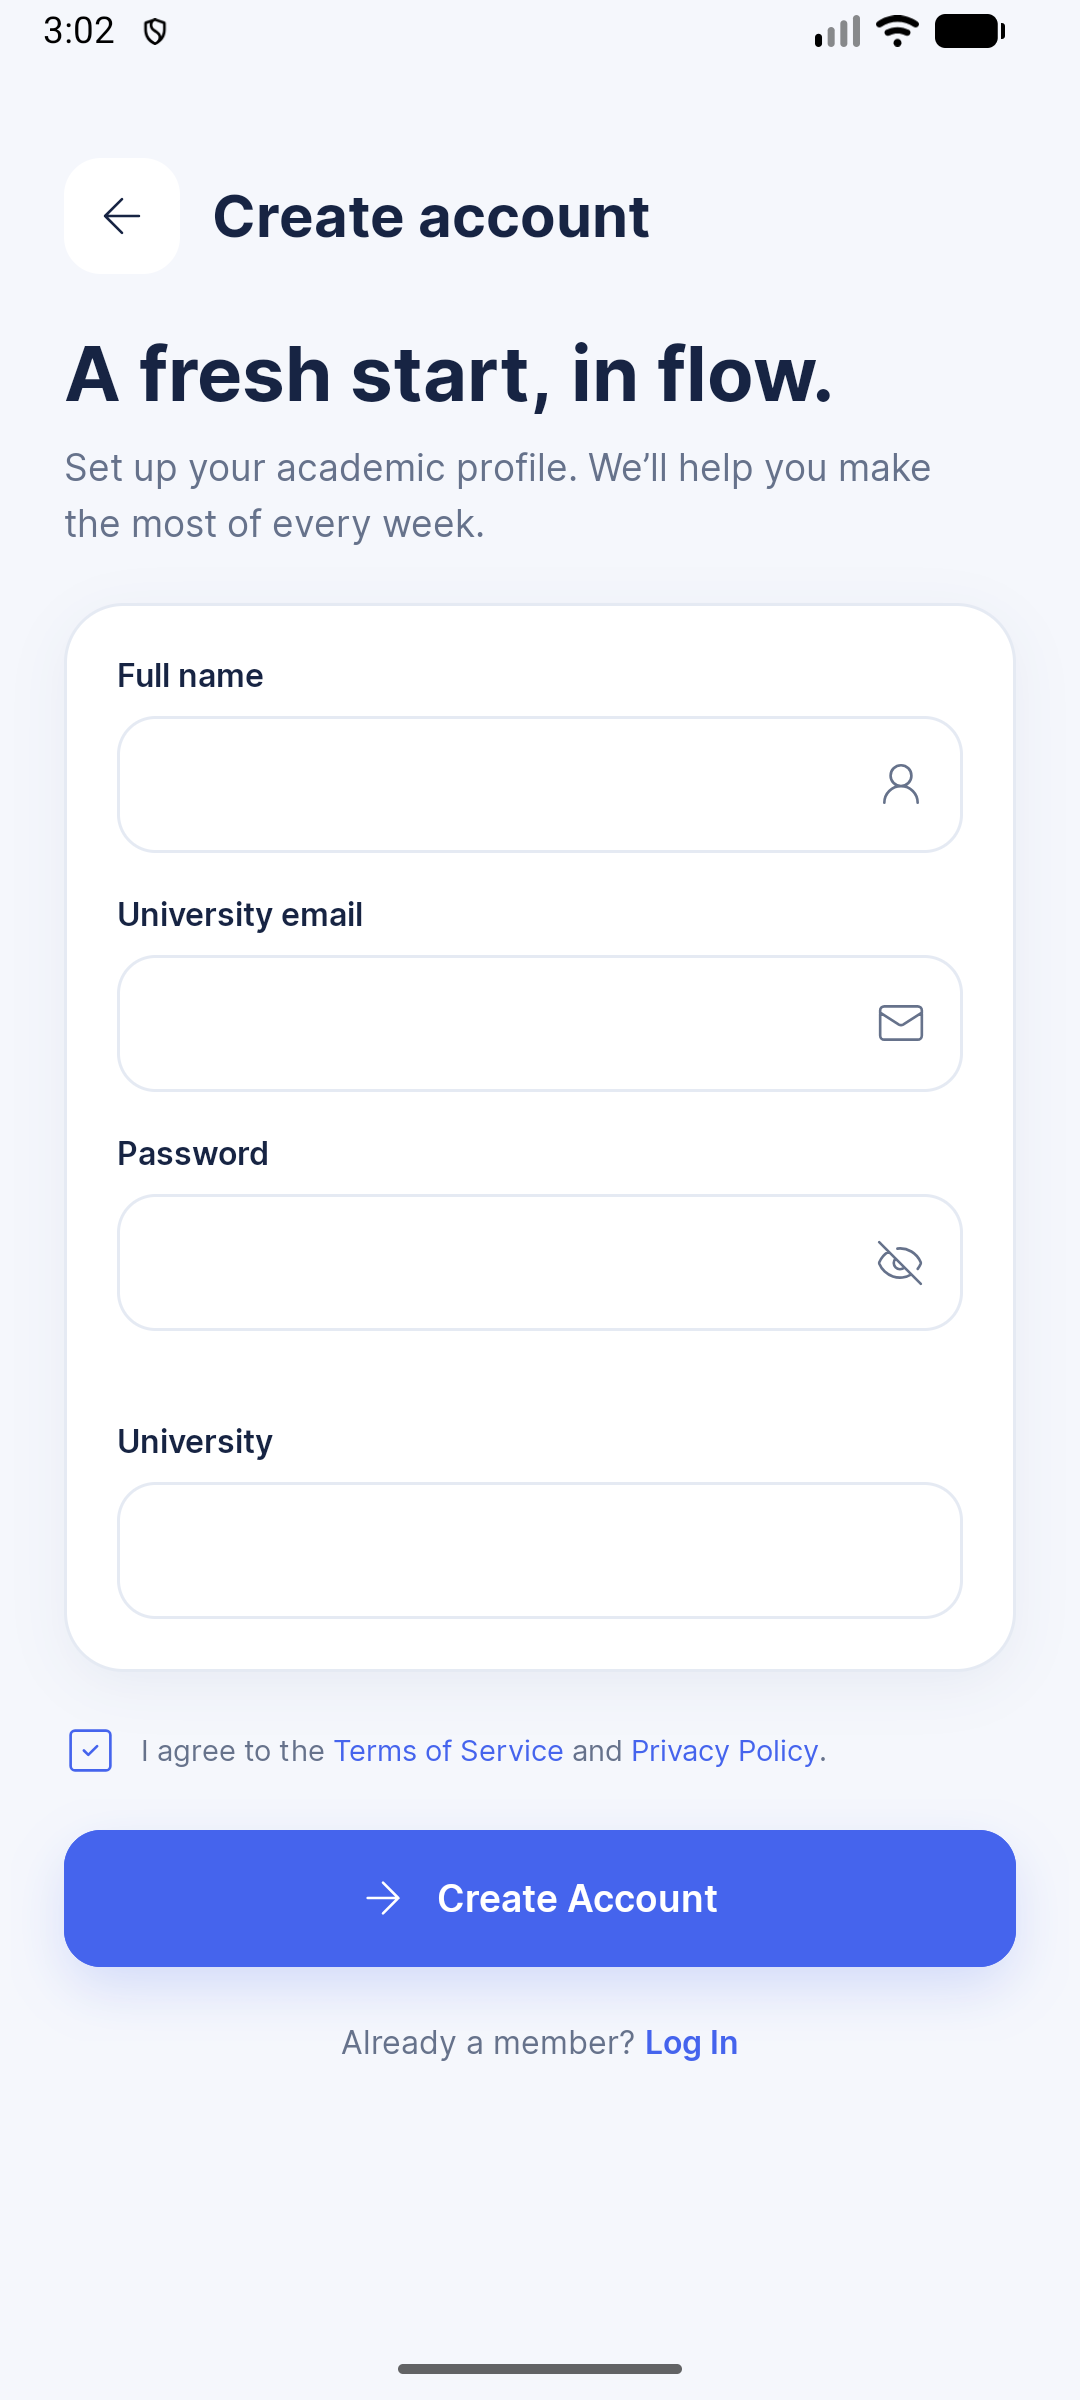 3:02
Create account
A fresh start, in flow.
Set up your academic profile. We’ll help you make
the most of every week.
Full name
University email
Password
University
I agree to the Terms of Service and Privacy Policy.
Create Account
Already a member? Log In